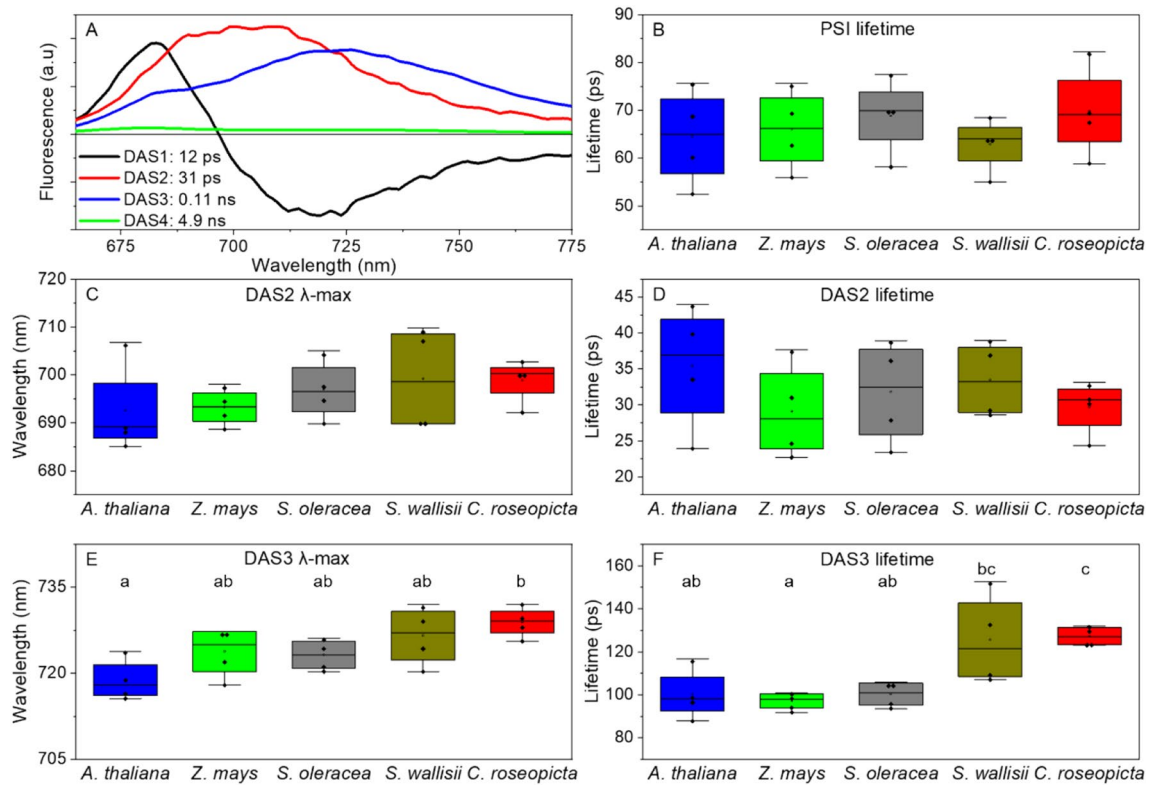 A
Fluorescence (a.u)
DAS1: 12 ps
DAS2: 31 ps
DAS3: 0.11 ns
DAS4: 4.9 ns
675 700 725 750 775
Wavelength (nm)
B PSI lifetime
Lifetime (ps)
90
80
70
60
50
A. thaliana Z. mays S. oleracea S. wallisii C. roseopicta
C DAS2 λ-max
Wavelength (nm)
720
710
700
690
680
A. thaliana Z. mays S. oleracea S. wallisii C. roseopicta
D DAS2 lifetime
Lifetime (ps)
45
40
35
30
25
20
A. thaliana Z. mays S. oleracea S. wallisii C. roseopicta
E DAS3 λ-max
Wavelength (nm)
735
720
705
a ab ab ab b
A. thaliana Z. mays S. oleracea S. wallisii C. roseopicta
F DAS3 lifetime
Lifetime (ps)
160
140
120
100
80
ab a ab bc c
A. thaliana Z. mays S. oleracea S. wallisii C. roseopicta